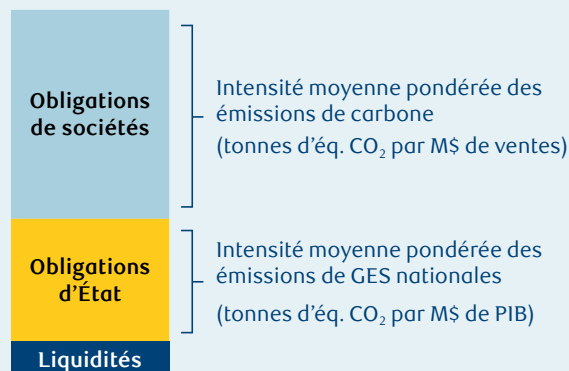 Obligations
de sociétés
Intensité moyenne pondérée des
émissions de carbone
(tonnes d’éq. CO₂ par M$ de ventes)
Obligations
d’État
Intensité moyenne pondérée des
émissions de GES nationales
(tonnes d’éq. CO₂ par M$ de PIB)
Liquidités